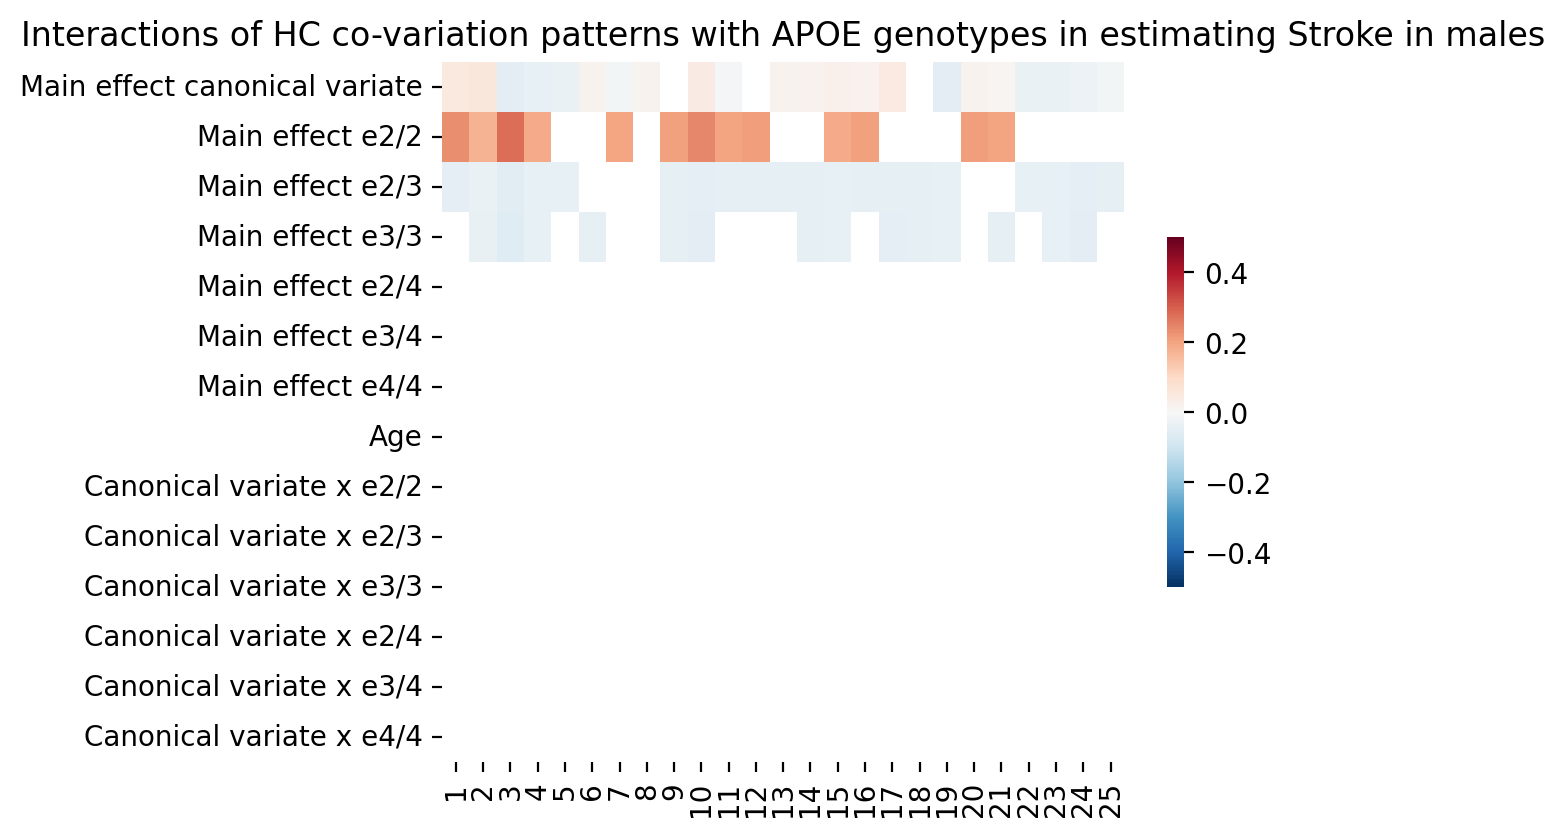 Interactions of HC co-variation patterns with APOE genotypes in estimating Stroke in males
Main effect canonical variate
Main effect e2/2
Main effect e2/3
Main effect e3/3
Main effect e2/4
Main effect e3/4
Main effect e4/4
Age
Canonical variate x e2/2
Canonical variate x e2/3
Canonical variate x e3/3
Canonical variate x e2/4
Canonical variate x e3/4
Canonical variate x e4/4
1 2 3 4 5 6 7 8 9 10 11 12 13 14 15 16 17 18 19 20 21 22 23 24 25
0.4
0.2
0.0
−0.2
−0.4